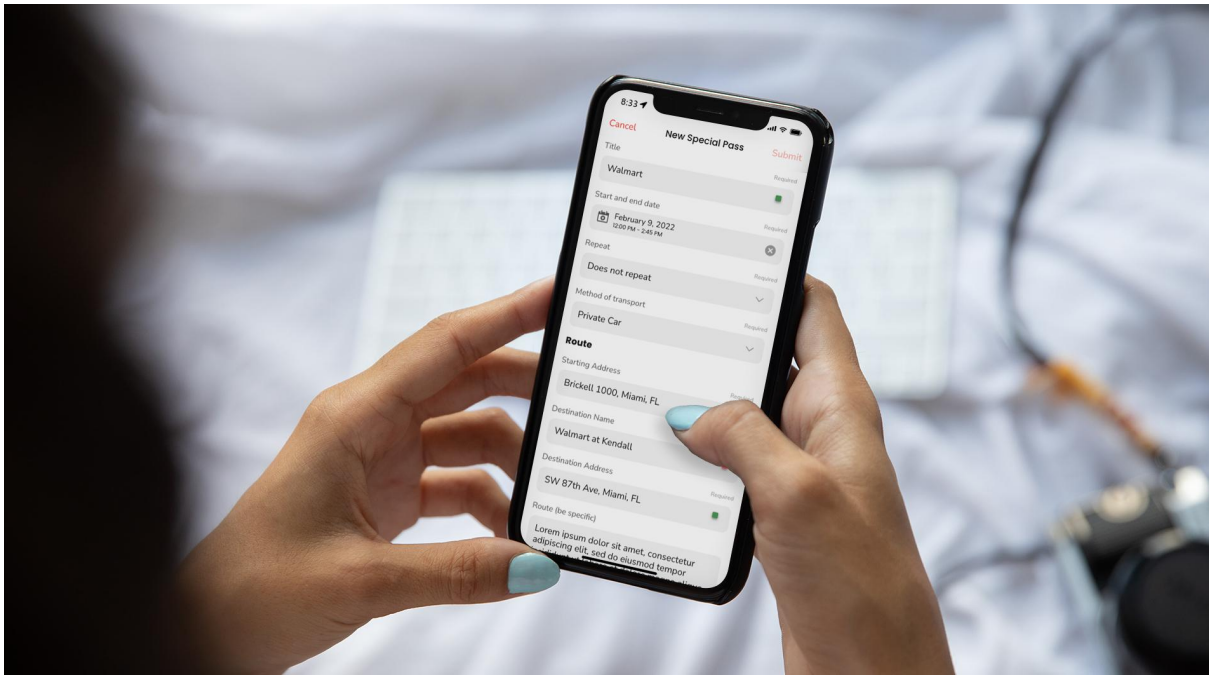 8:33
Cancel
New Special Pass
Submit
Title
Required
Walmart
Start and end date
Required
February 9, 2022
12:00 PM - 2:45 PM
Repeat
Required
Does not repeat
Method of transport
Required
Private Car
Route
Starting Address
Required
Brickell 1000, Miami, FL
Destination Name
Walmart at Kendall
Destination Address
Required
SW 87th Ave, Miami, FL
Route (be specific)
Lorem ipsum dolor sit amet, consectetur
adipiscing elit, sed do eiusmod tempor